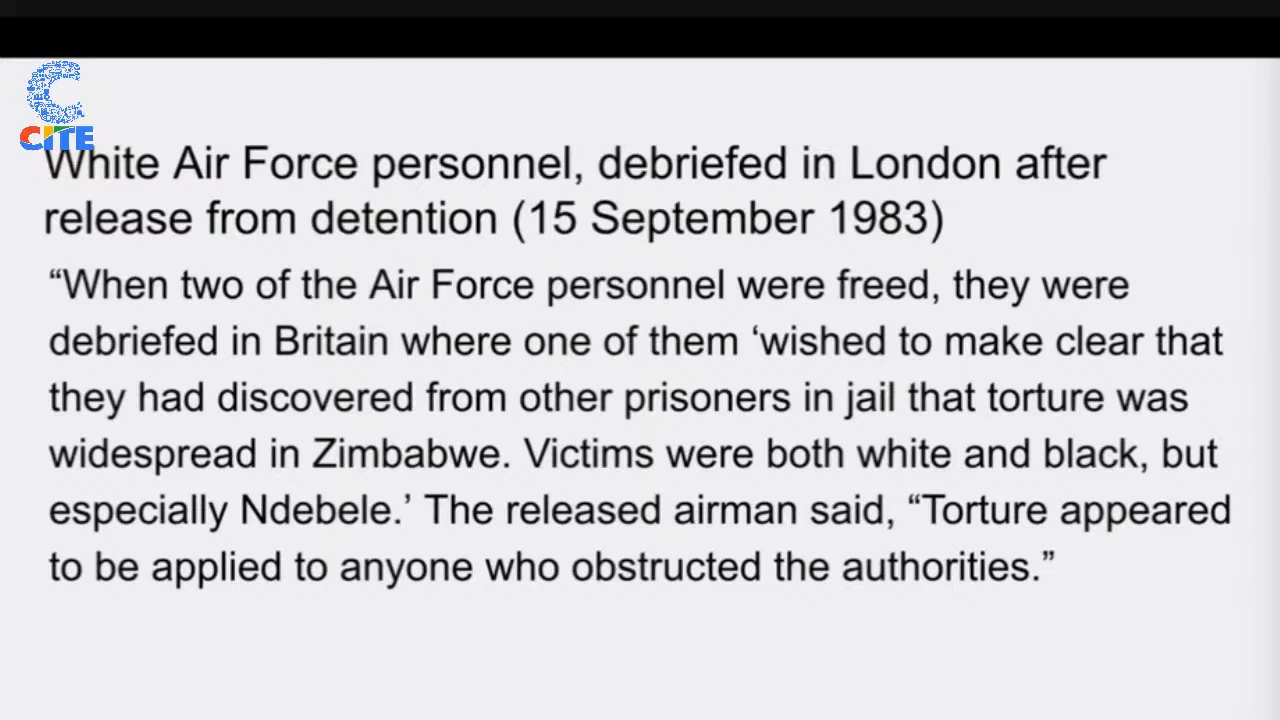 CITE
White Air Force personnel, debriefed in London after
release from detention (15 September 1983)
“When two of the Air Force personnel were freed, they were
debriefed in Britain where one of them ‘wished to make clear that
they had discovered from other prisoners in jail that torture was
widespread in Zimbabwe. Victims were both white and black, but
especially Ndebele.’ The released airman said, “Torture appeared
to be applied to anyone who obstructed the authorities.”